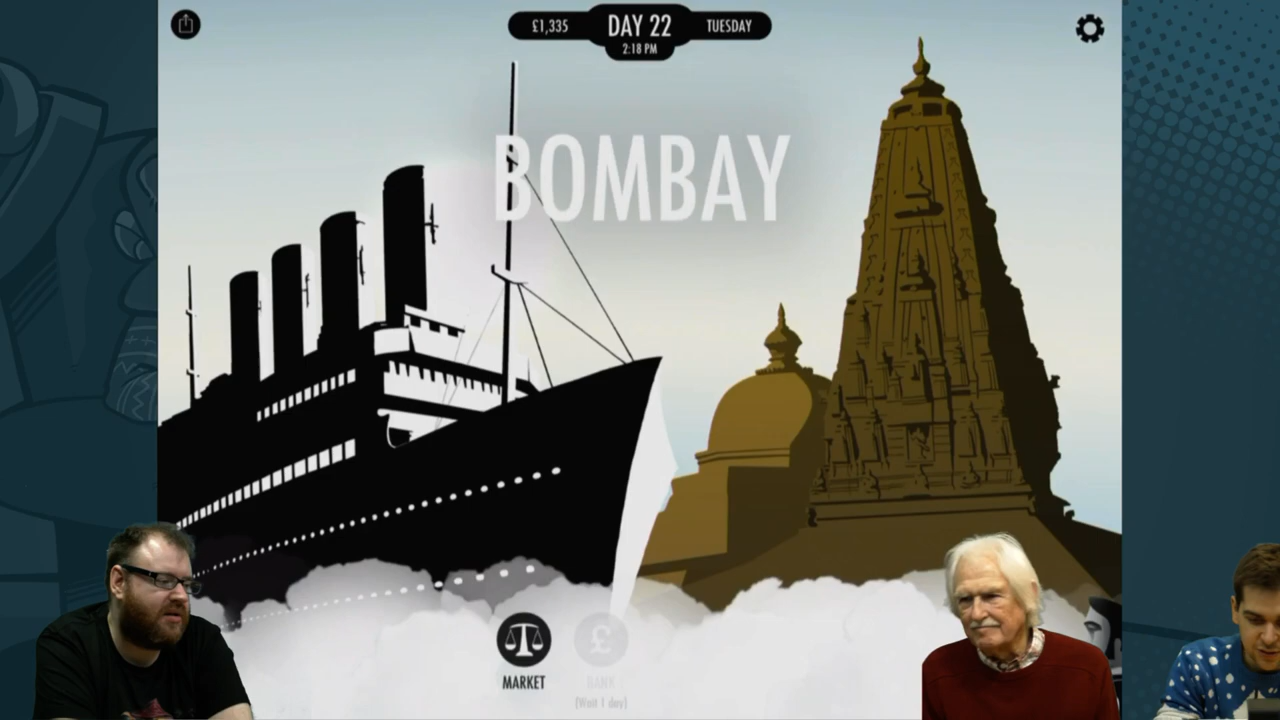 £1,335
DAY 22
TUESDAY
2:18 PM
BOMBAY
£
MARKET
BANK
(Wait 1 day)